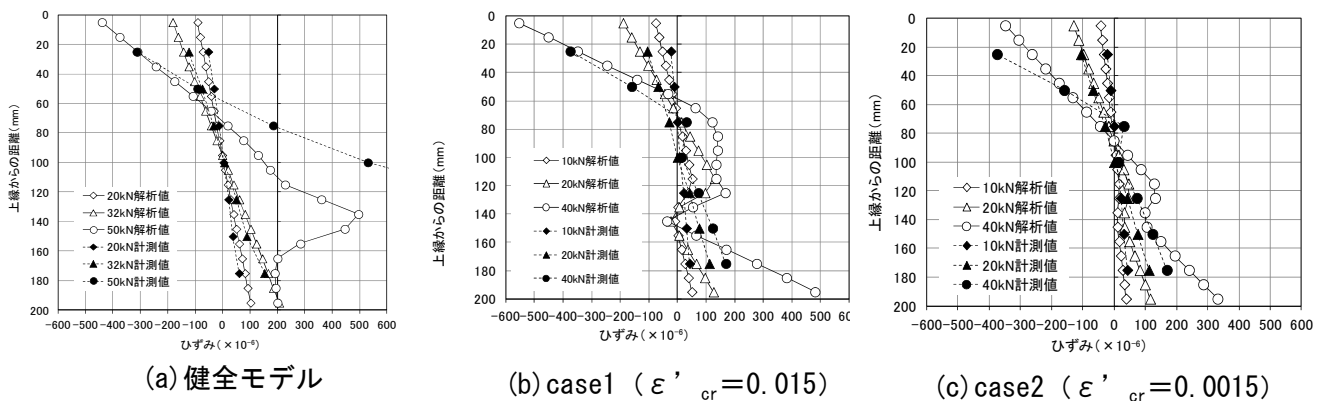 上縁からの距離(mm)
0
20
40
60
80
100
120
140
160
180
200
20kN解析値
32kN解析値
50kN解析値
20kN計測値
32kN計測値
50kN計測値
-600 -500 -400 -300 -200 -100 0 100 200 300 400 500 600
ひずみ(×10⁻⁶)
(a)健全モデル
上縁からの距離(mm)
0
20
40
60
80
100
120
140
160
180
200
10kN解析値
20kN解析値
40kN解析値
10kN計測値
20kN計測値
40kN計測値
-600 -500 -400 -300 -200 -100 0 100 200 300 400 500 600
ひずみ(×10⁻⁶)
(b)case1(ε'cr=0.015)
上縁からの距離(mm)
0
20
40
60
80
100
120
140
160
180
200
10kN解析値
20kN解析値
40kN解析値
10kN計測値
20kN計測値
40kN計測値
-600 -500 -400 -300 -200 -100 0 100 200 300 400 500 600
ひずみ(×10⁻⁶)
(c)case2(ε'cr=0.0015)